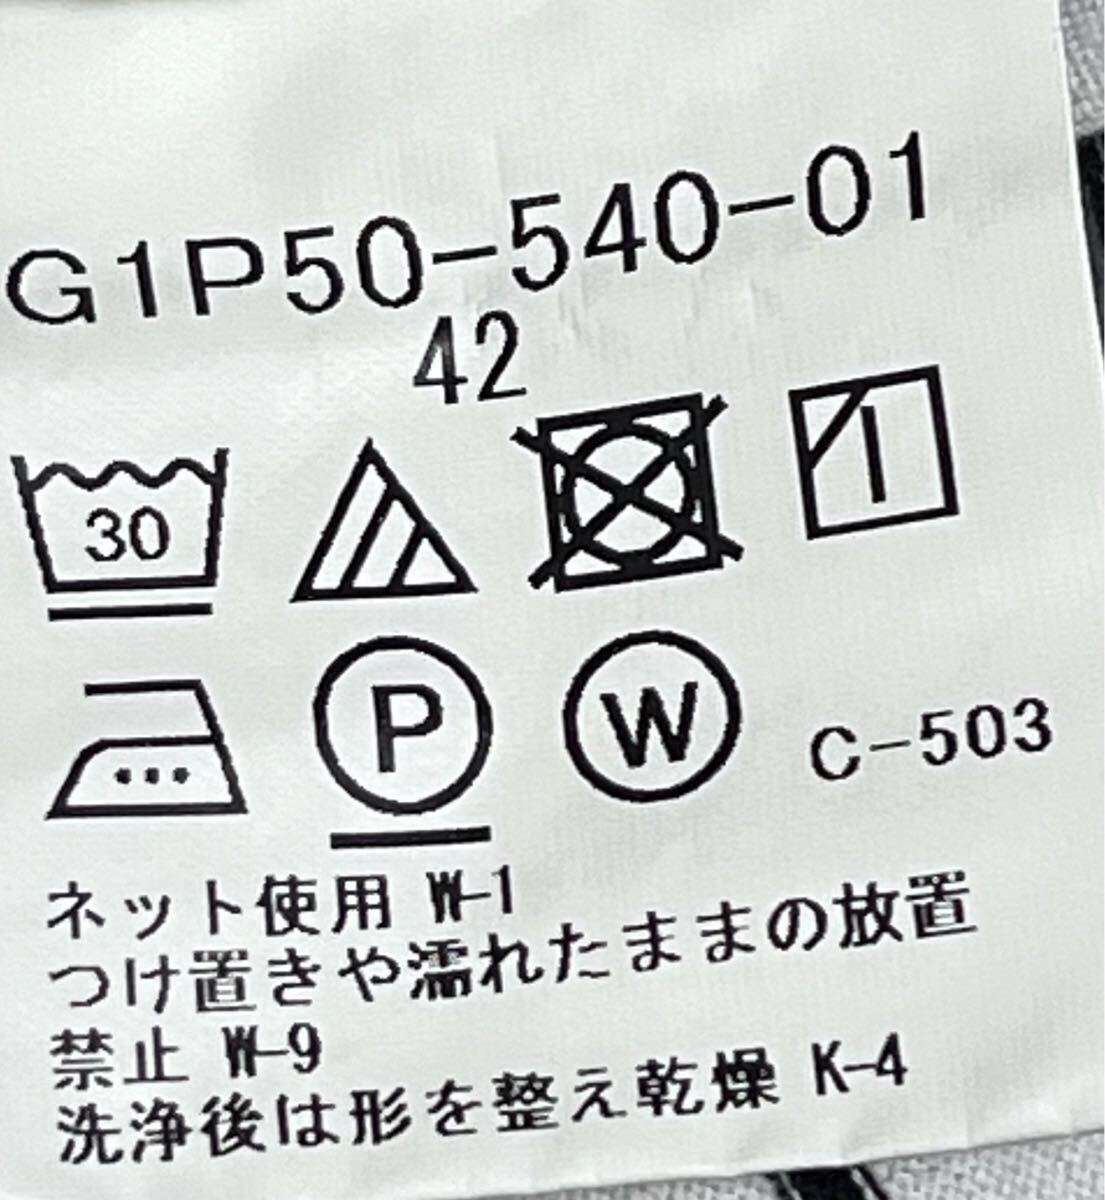 G1P50-540-01
42
30
P W C-503
ネット使用 W-1
つけ置きや濡れたままの放置
禁止 W-9
洗浄後は形を整え乾燥 K-4